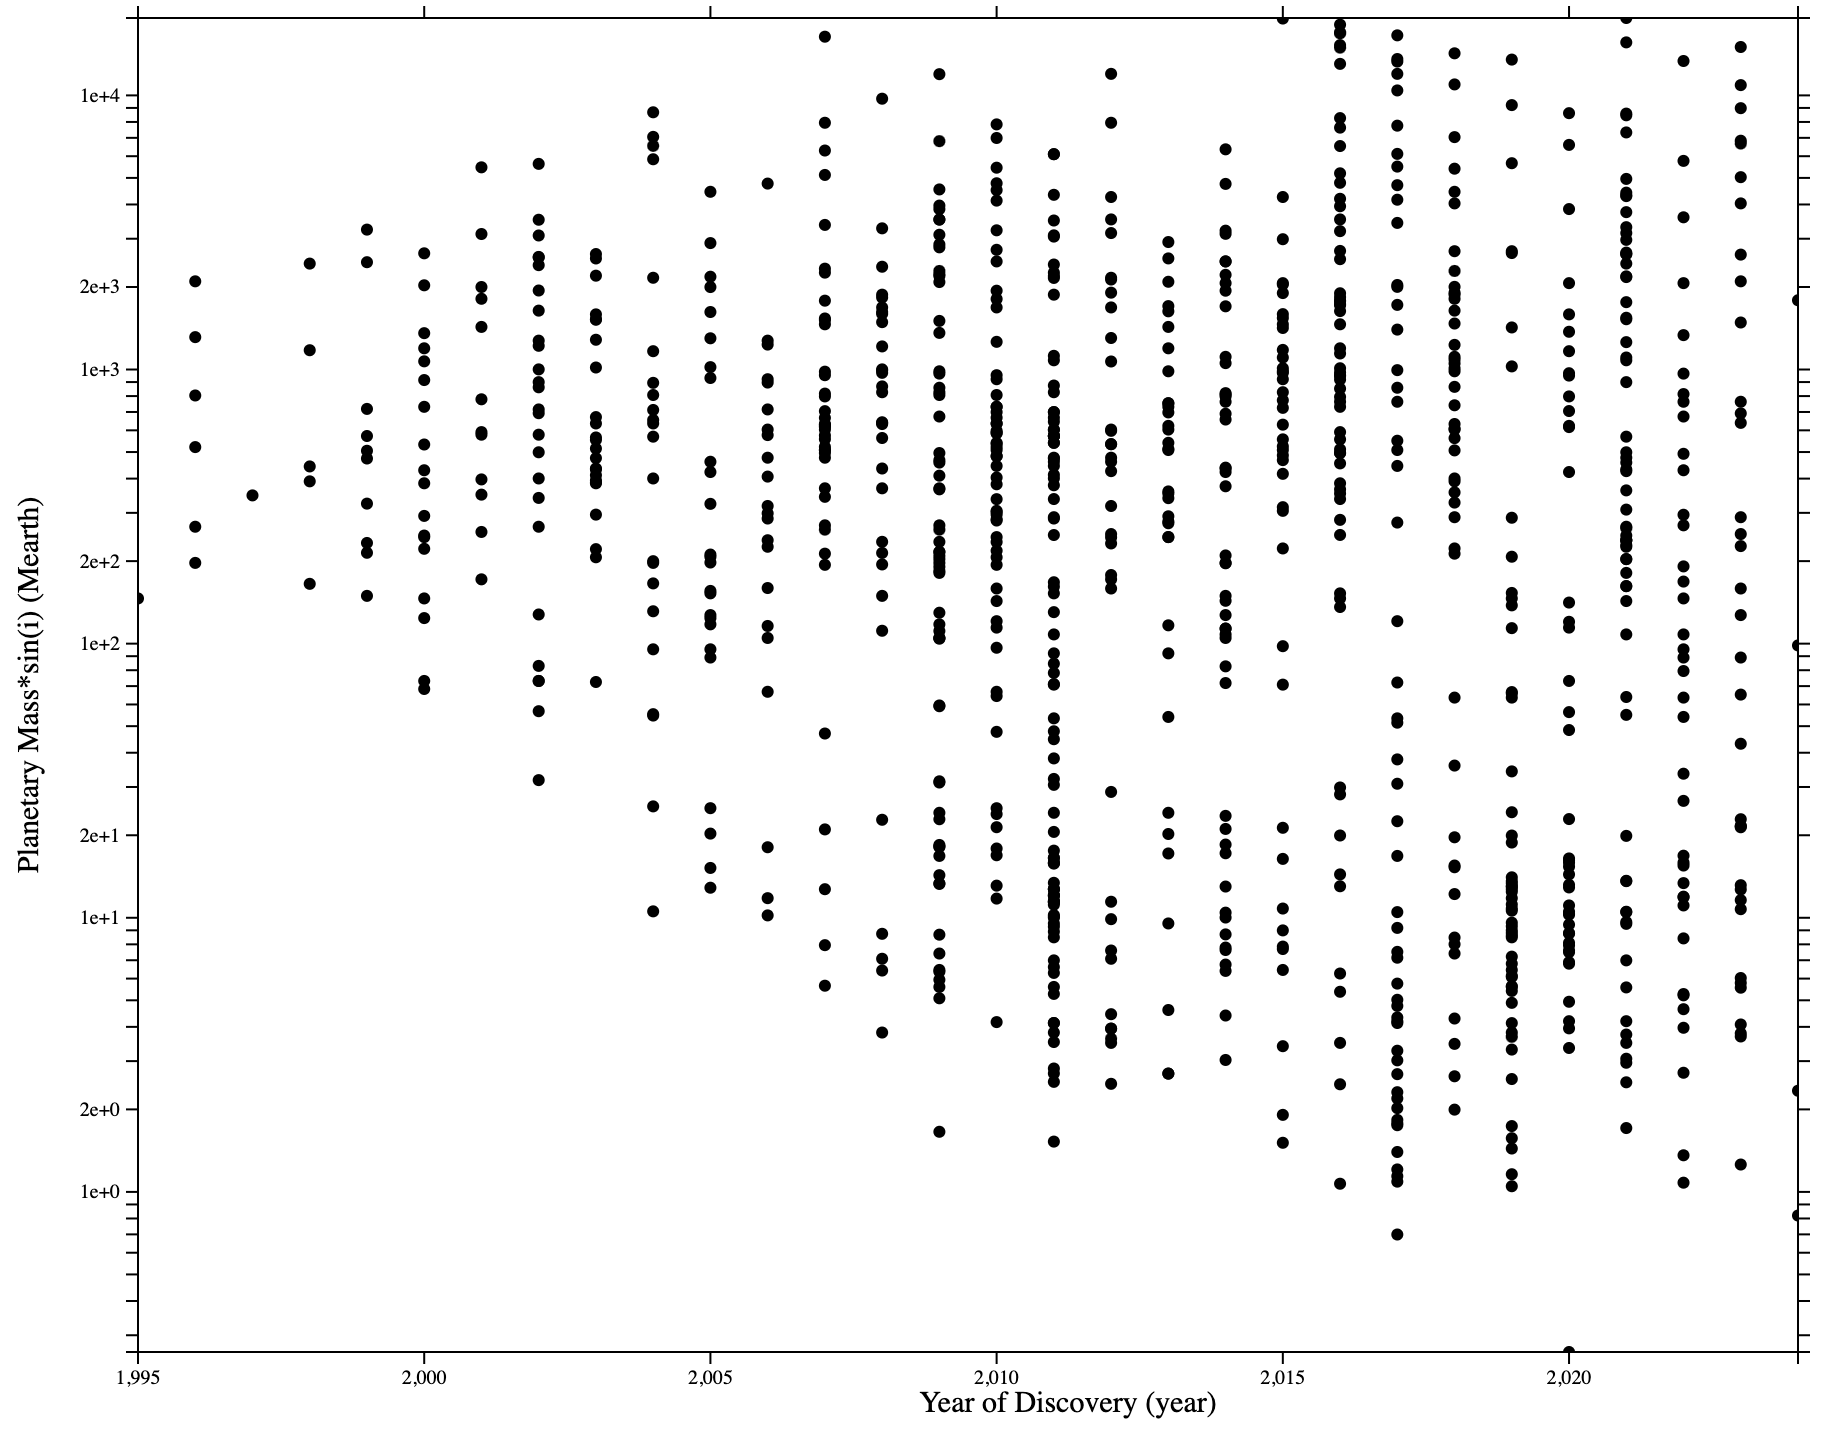 1e+4
2e+3
1e+3
2e+2
1e+2
2e+1
1e+1
2e+0
1e+0
Planetary Mass*sin(i) (Mearth)
1,995
2,000
2,005
2,010
2,015
2,020
Year of Discovery (year)